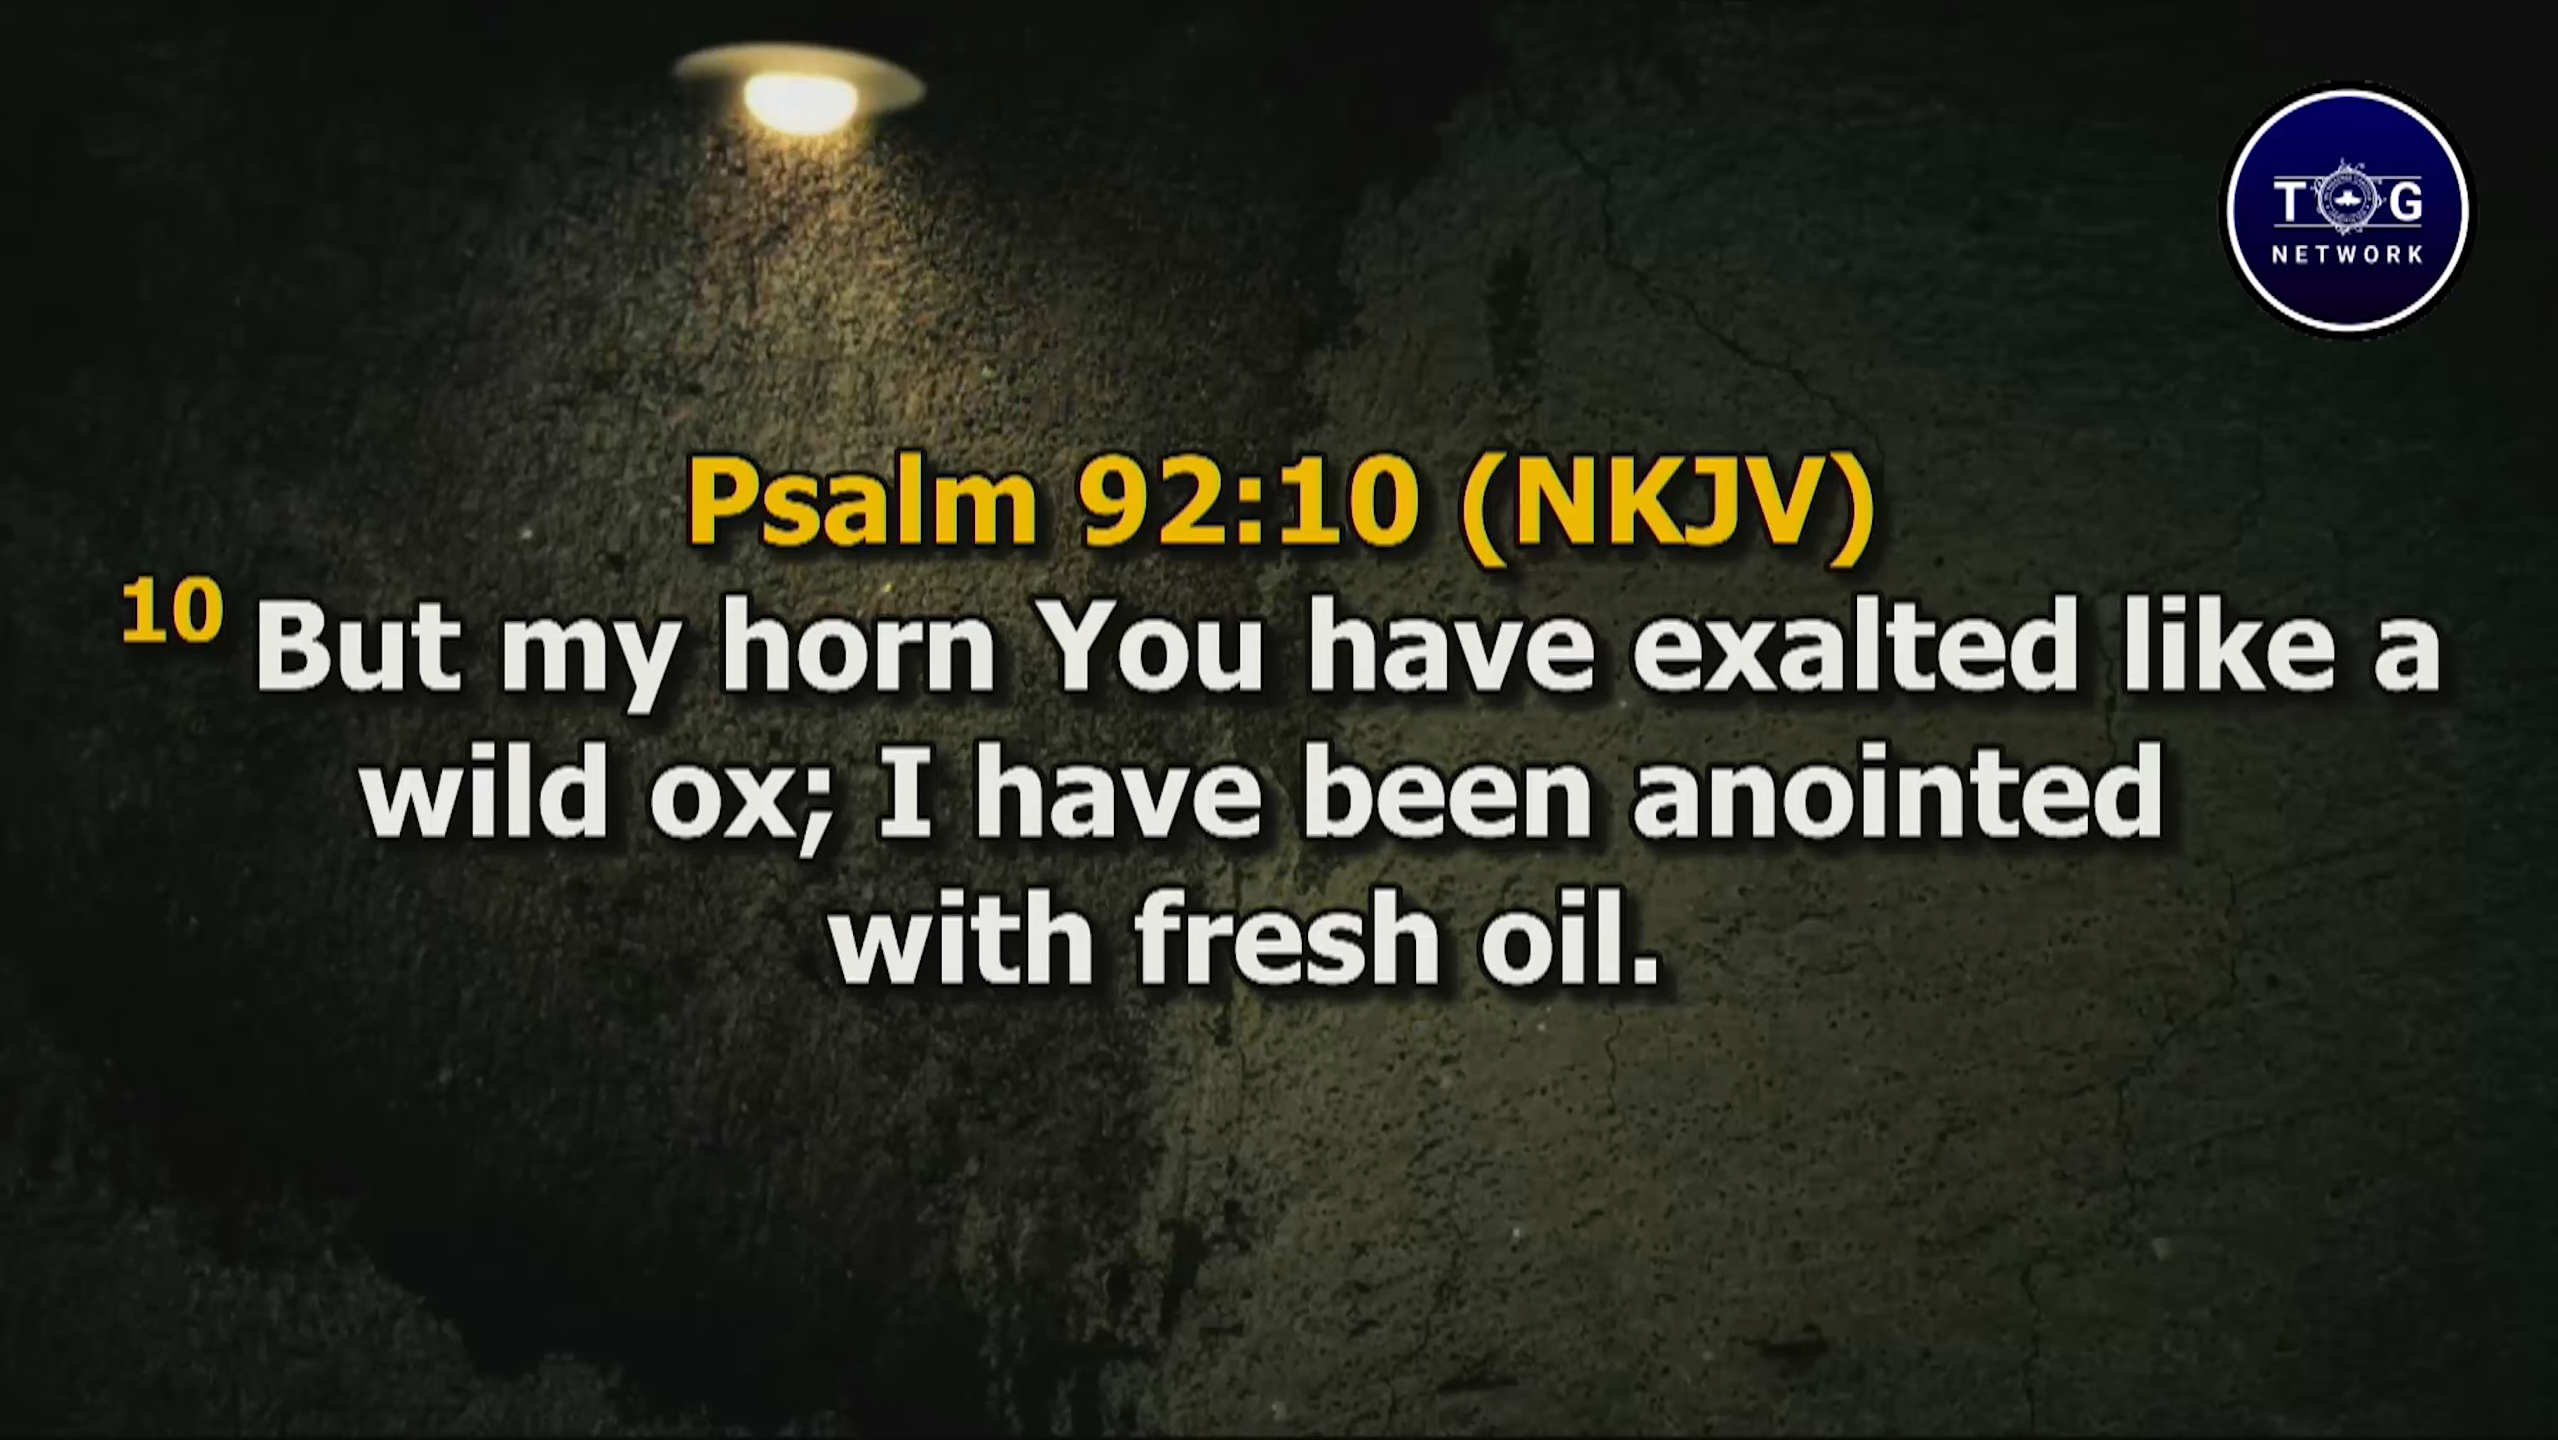 T G
NETWORK
Psalm 92:10 (NKJV)
10 But my horn You have exalted like a
wild ox; I have been anointed
with fresh oil.